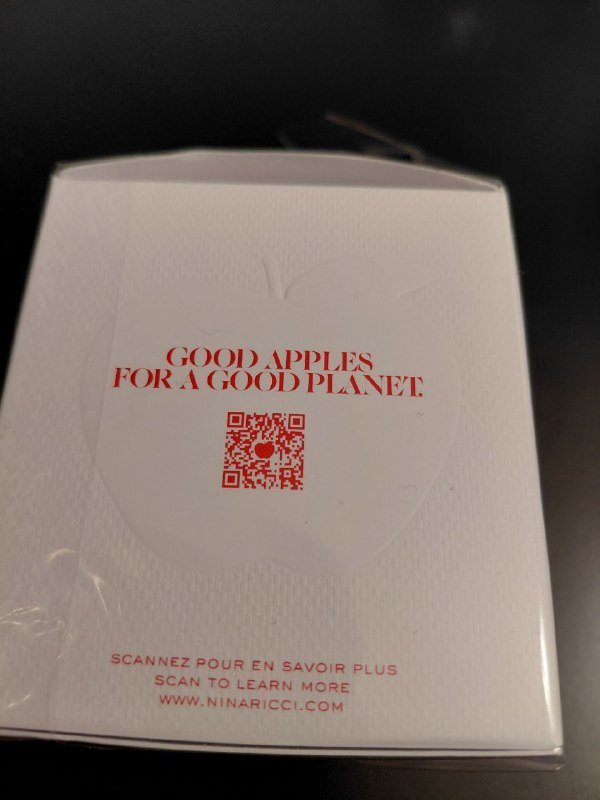 GOOD APPLES
FOR A GOOD PLANET.
SCANNEZ POUR EN SAVOIR PLUS
SCAN TO LEARN MORE
WWW.NINARICCI.COM